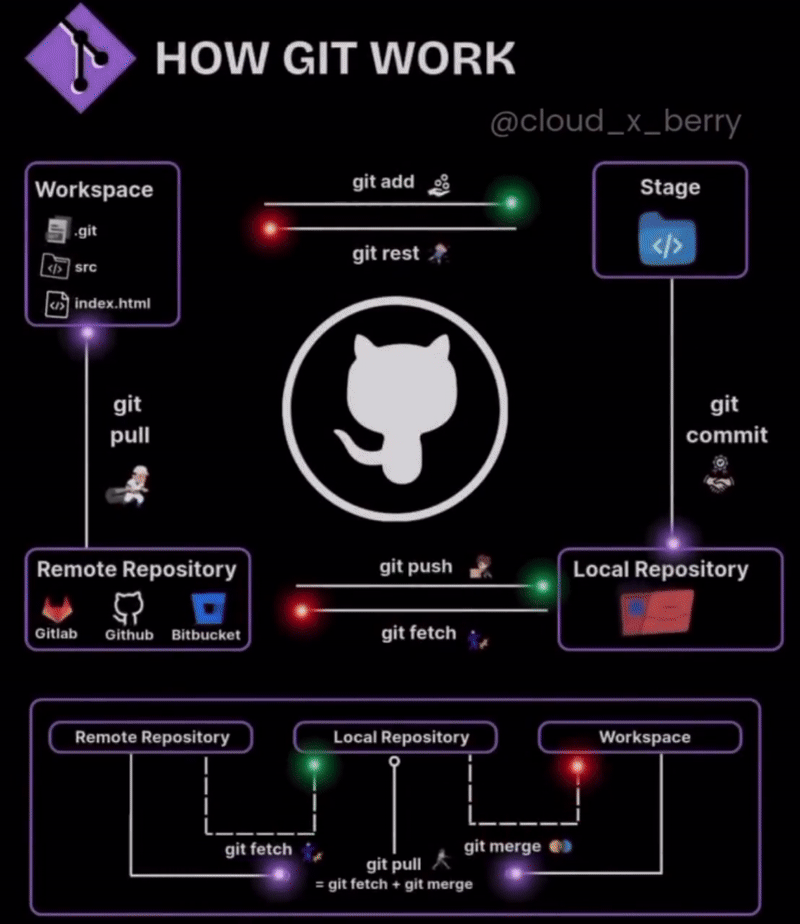 HOW GIT WORK
@cloud_x_berry
Workspace
.git
src
index.html
git add
git rest
Stage
git
pull
git
commit
Remote Repository
Gitlab
Github
Bitbucket
git push
git fetch
Local Repository
Remote Repository
Local Repository
Workspace
git fetch
git merge
git pull
= git fetch + git merge